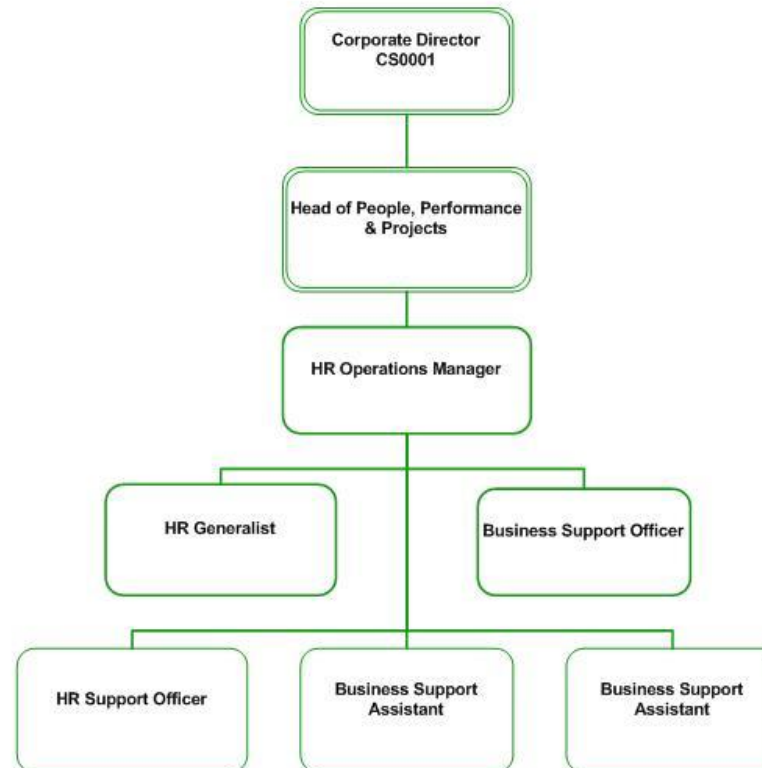 Corporate Director
CS0001
Head of People, Performance
& Projects
HR Operations Manager
HR Generalist
Business Support Officer
HR Support Officer
Business Support
Assistant
Business Support
Assistant